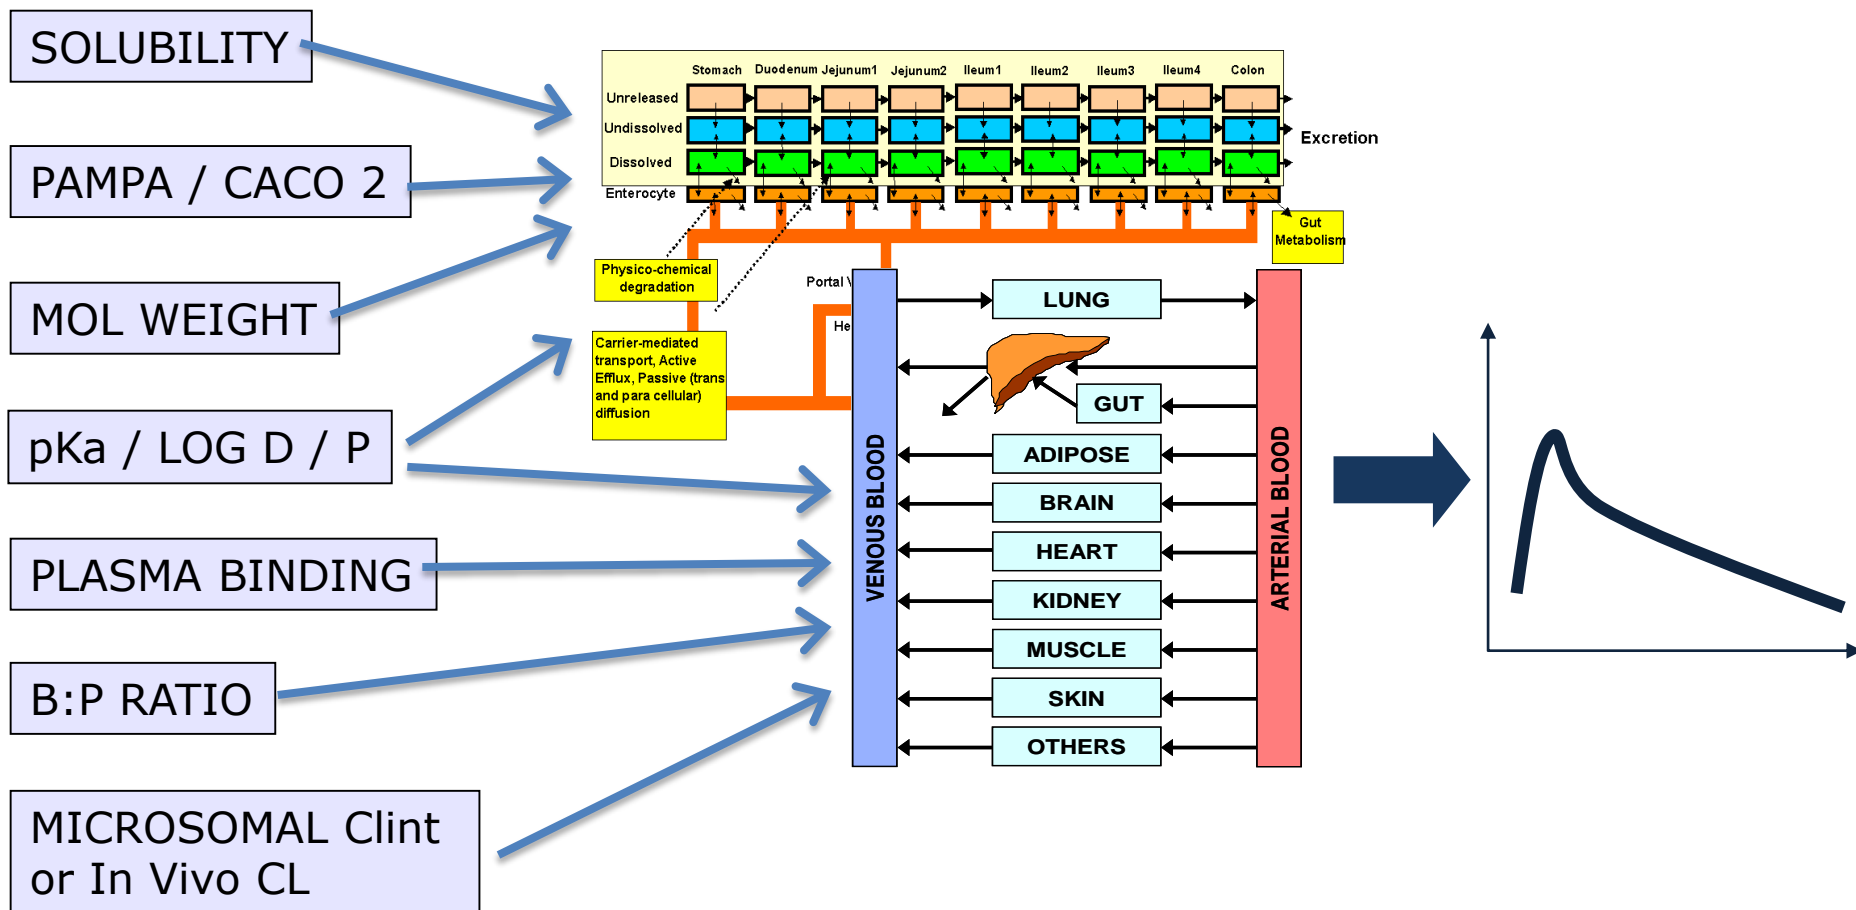 SOLUBILITY
PAMPA / CACO 2
MOL WEIGHT
pKa / LOG D / P
PLASMA BINDING
B:P RATIO
MICROSOMAL Clint
or In Vivo CL
Stomach Duodenum Jejunum1 Jejunum2 Ileum1 Ileum2 Ileum3 Ileum4 Colon
Unreleased
Undissolved
Dissolved
Enterocyte
Excretion
Gut
Metabolism
Physico-chemical
degradation
Carrier-mediated
transport, Active
Efflux, Passive (trans
and para cellular)
diffusion
Portal
VENOUS BLOOD
LUNG
GUT
ADIPOSE
BRAIN
HEART
KIDNEY
MUSCLE
SKIN
OTHERS
ARTERIAL BLOOD